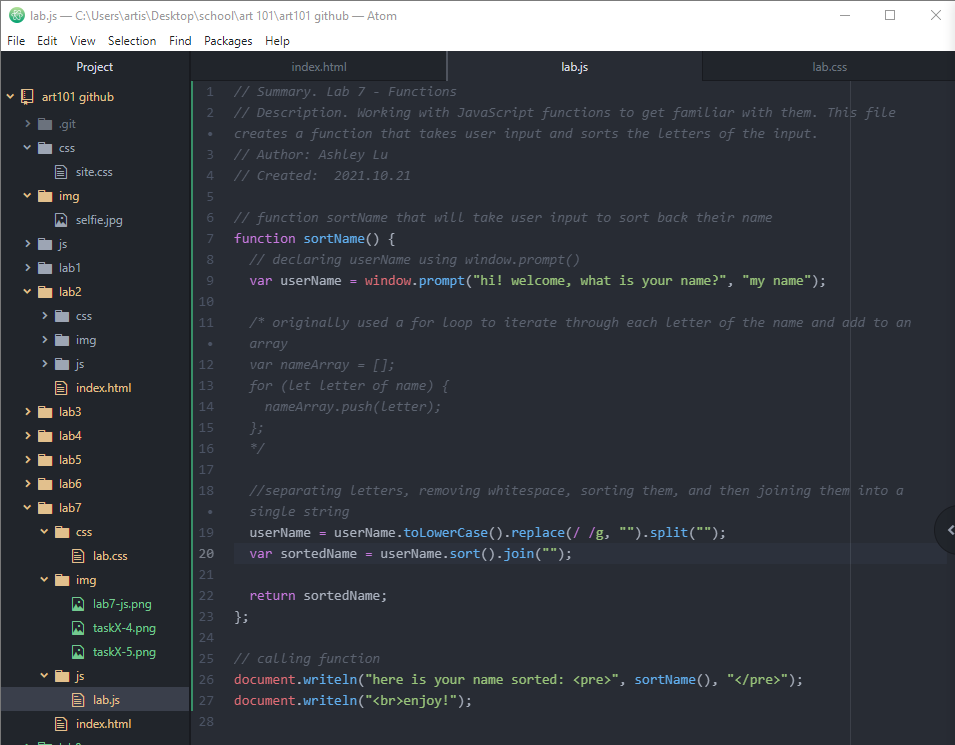 lab.js — C:\Users\artis\Desktop\school\art 101\art101 github — Atom
File Edit View Selection Find Packages Help
Project
art101 github
.git
css
site.css
img
selfie.jpg
js
lab1
lab2
css
img
js
index.html
lab3
lab4
lab5
lab6
lab7
css
lab.css
img
lab7-js.png
taskX-4.png
taskX-5.png
js
lab.js
index.html
index.html lab.js lab.css
1 // Summary. Lab 7 - Functions
2 // Description. Working with JavaScript functions to get familiar with them. This file
• creates a function that takes user input and sorts the letters of the input.
3 // Author: Ashley Lu
4 // Created:  2021.10.21
5
6 // function sortName that will take user input to sort back their name
7 function sortName() {
8   // declaring userName using window.prompt()
9   var userName = window.prompt("hi! welcome, what is your name?", "my name");
10
11   /* originally used a for loop to iterate through each letter of the name and add to an
•   array
12   var nameArray = [];
13   for (let letter of name) {
14     nameArray.push(letter);
15   };
16   */
17
18   //separating letters, removing whitespace, sorting them, and then joining them into a
•   single string
19   userName = userName.toLowerCase().replace(/ /g, "").split("");
20   var sortedName = userName.sort().join("");
21
22   return sortedName;
23 };
24
25 // calling function
26 document.writeln("here is your name sorted: <pre>", sortName(), "</pre>");
27 document.writeln("<br>enjoy!");
28